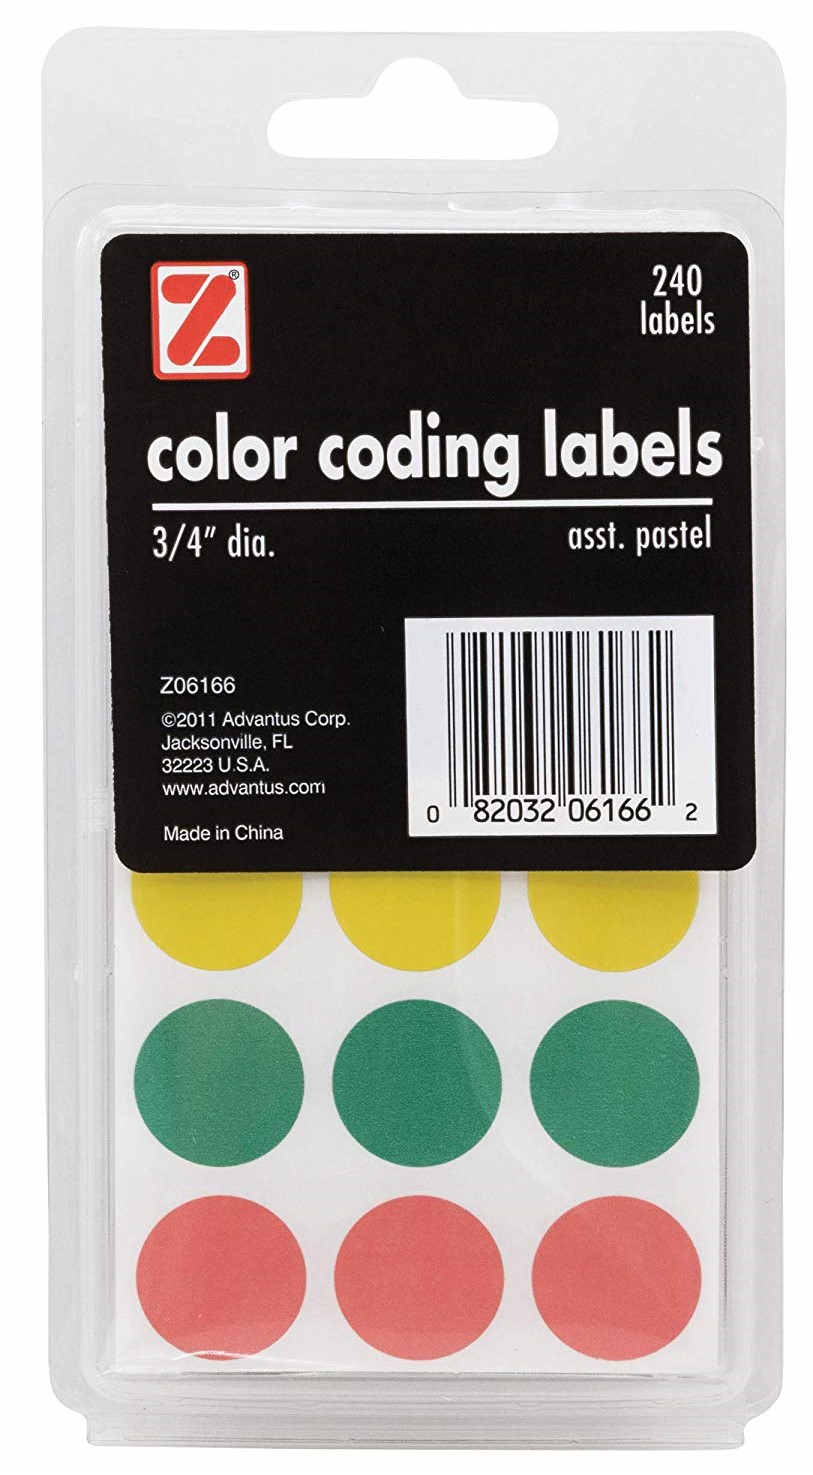 Z®
240
labels
color coding labels
3/4" dia.
asst. pastel
Z06166
©2011 Advantus Corp.
Jacksonville, FL
32223 U.S.A.
www.advantus.com
Made in China
0 82032 06166 2